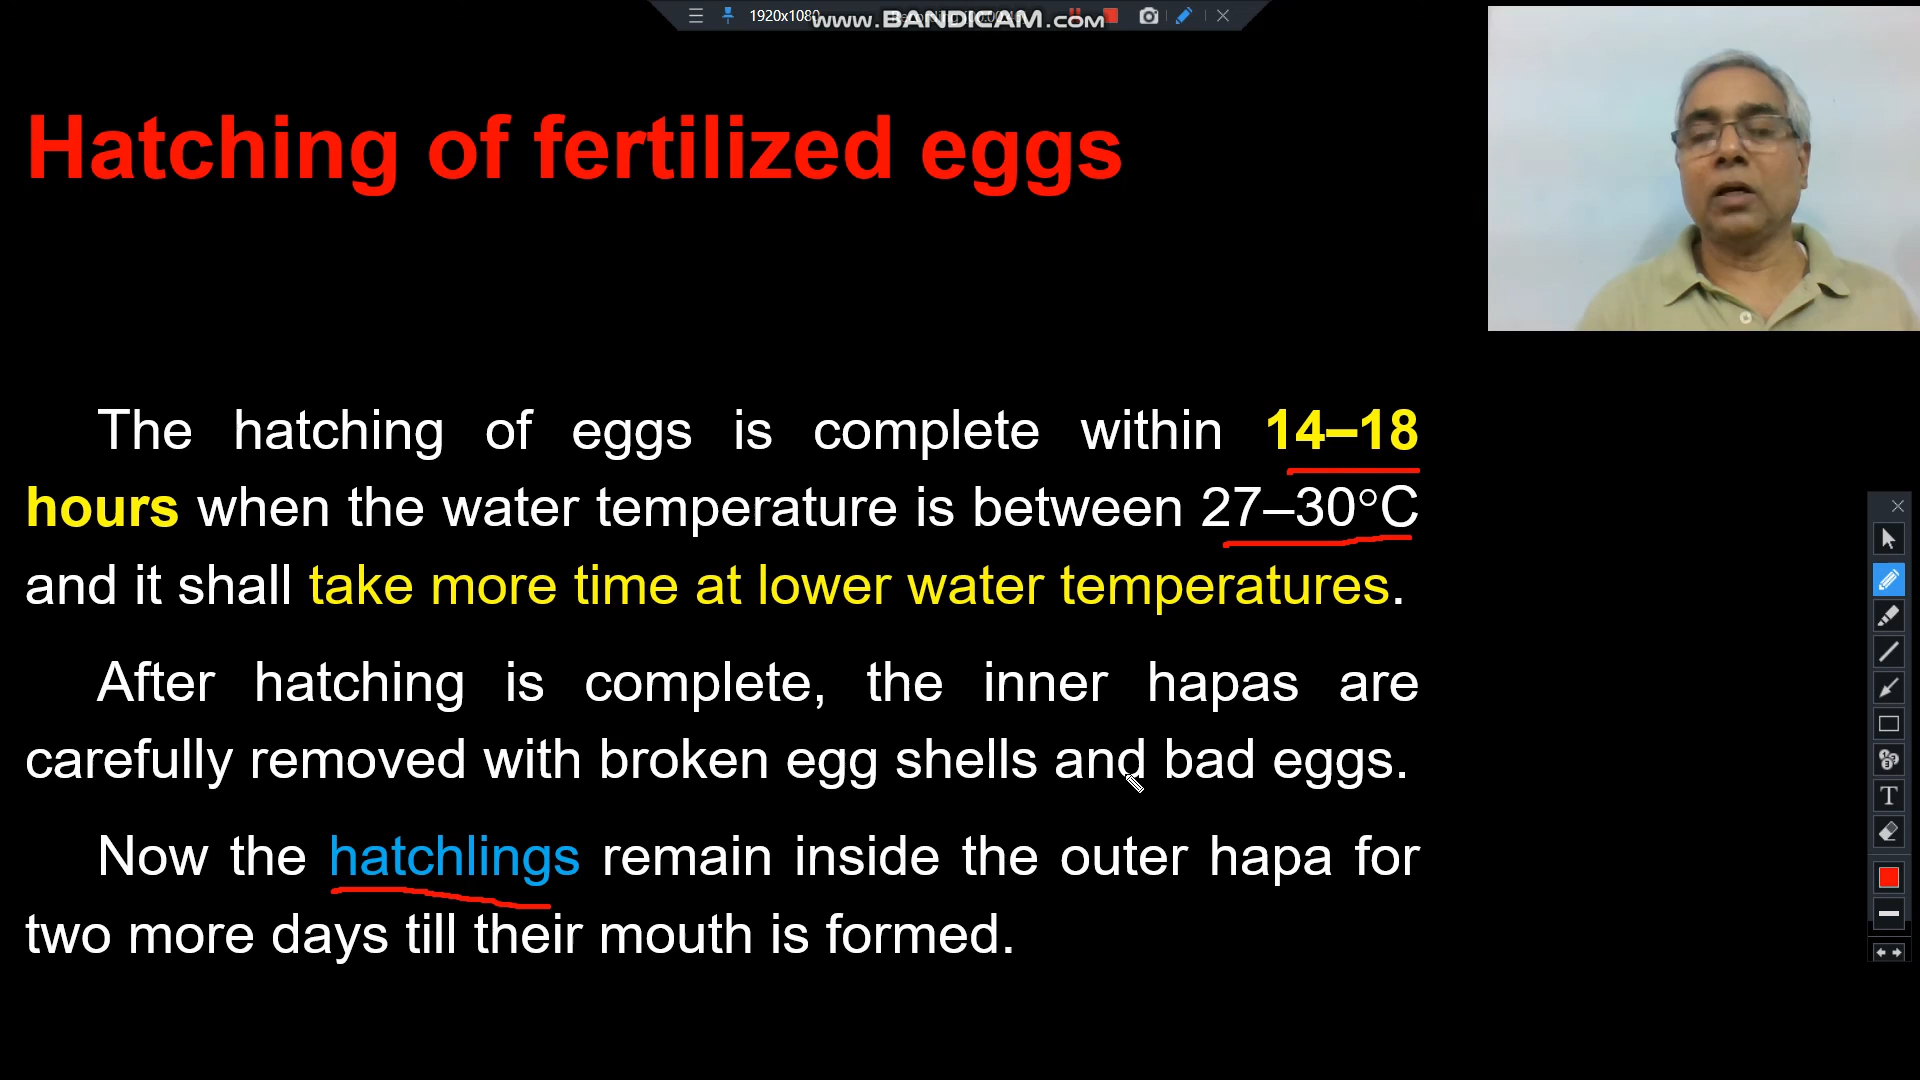 1920x1080
www.BANDICAM.com
Hatching of fertilized eggs
The hatching of eggs is complete within 14–18
hours when the water temperature is between 27–30°C
and it shall take more time at lower water temperatures.
After hatching is complete, the inner hapas are
carefully removed with broken egg shells and bad eggs.
Now the hatchlings remain inside the outer hapa for
two more days till their mouth is formed.
T